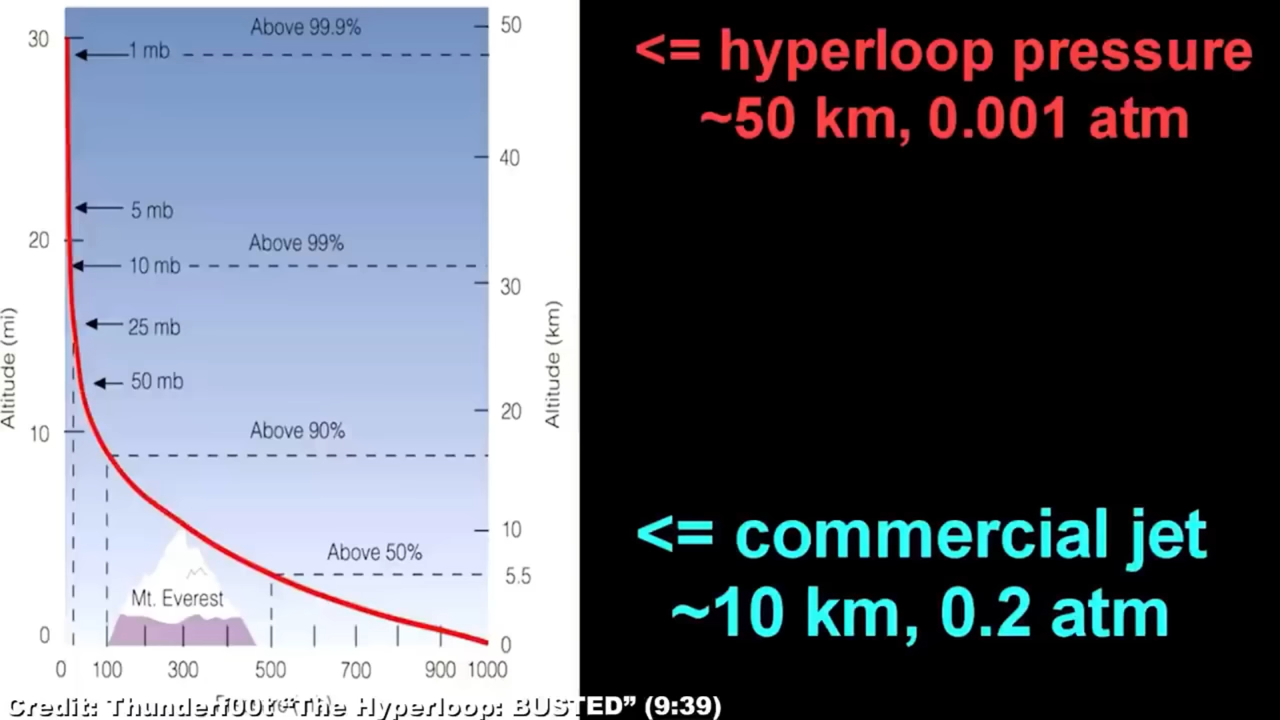 30
20
10
0
Altitude (mi)
1 mb
5 mb
10 mb
25 mb
50 mb
Above 99.9%
Above 99%
Above 90%
Above 50%
Mt. Everest
50
40
30
20
10
5.5
0
Altitude (km)
0 100 300 500 700 900 1000
<= hyperloop pressure
~50 km, 0.001 atm
<= commercial jet
~10 km, 0.2 atm
Credit: Thunderf00t “The Hyperloop: BUSTED” (9:39)